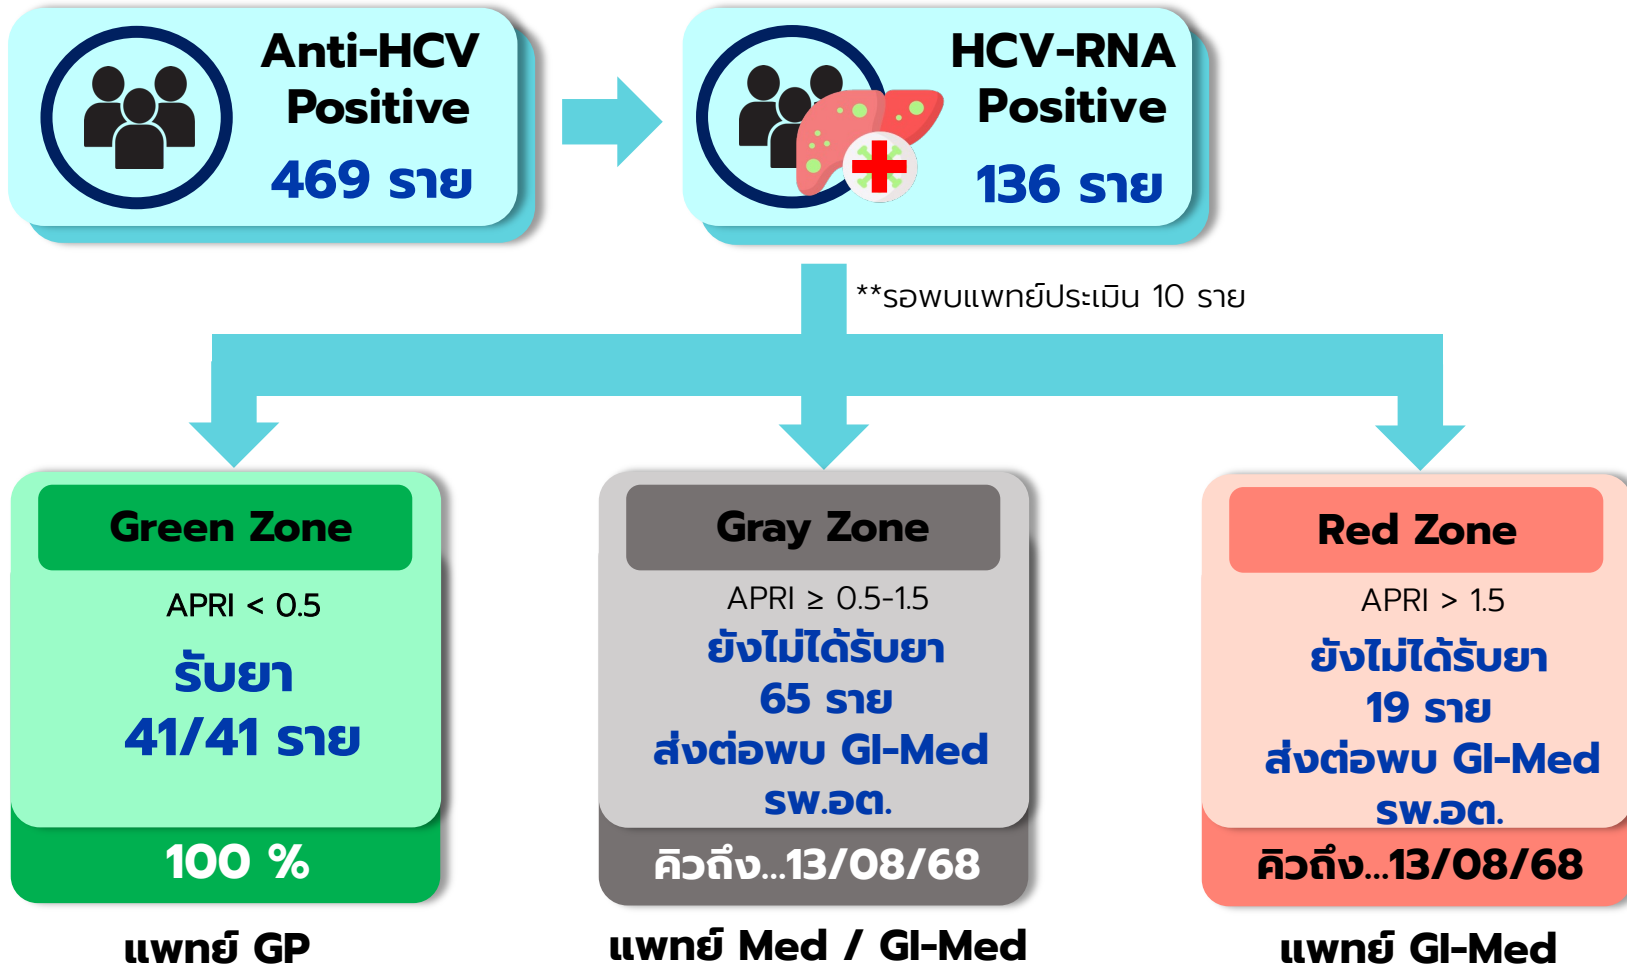 Anti-HCV
Positive
469 ราย
HCV-RNA
Positive
136 ราย
**รอพบแพทย์ประเมิน 10 ราย
Green Zone
APRI < 0.5
รับยา
41/41 ราย
100 %
แพทย์ GP
Gray Zone
APRI ≥ 0.5-1.5
ยังไม่ได้รับยา
65 ราย
ส่งต่อพบ GI-Med
รพ.อต.
คิวถึง...13/08/68
แพทย์ Med / GI-Med
Red Zone
APRI > 1.5
ยังไม่ได้รับยา
19 ราย
ส่งต่อพบ GI-Med
รพ.อต.
คิวถึง...13/08/68
แพทย์ GI-Med